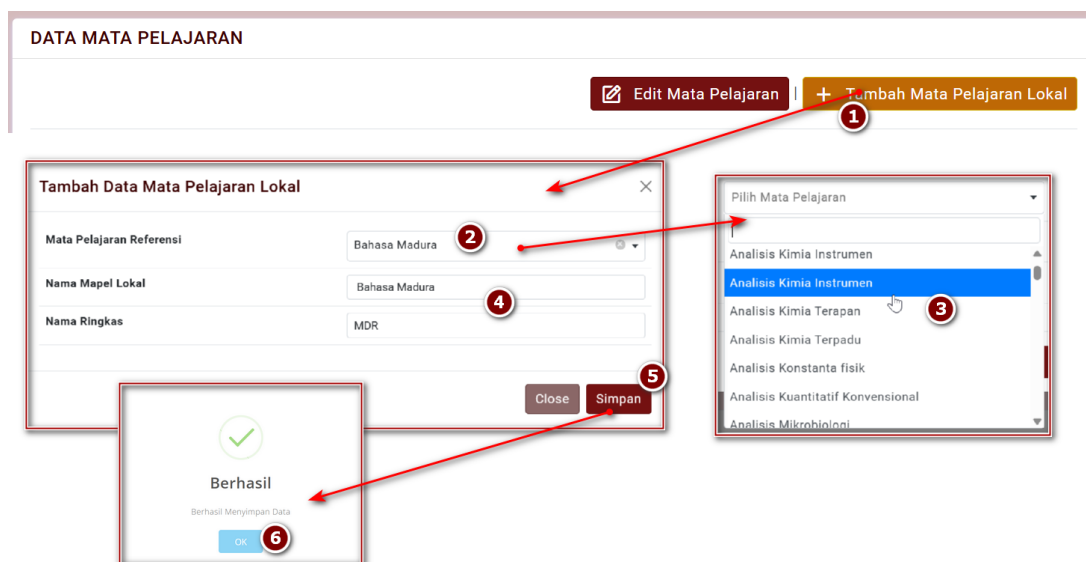 DATA MATA PELAJARAN
Edit Mata Pelajaran | + Tambah Mata Pelajaran Lokal
1
Tambah Data Mata Pelajaran Lokal
Mata Pelajaran Referensi
Bahasa Madura
2
Nama Mapel Lokal
Bahasa Madura
4
Nama Ringkas
MDR
Close
Simpan
5
Pilih Mata Pelajaran
Analisis Kimia Instrumen
Analisis Kimia Instrumen
3
Analisis Kimia Terapan
Analisis Kimia Terpadu
Analisis Konstanta fisik
Analisis Kuantitatif Konvensional
Analisis Mikrobiologi
Berhasil
Berhasil Menyimpan Data
OK
6